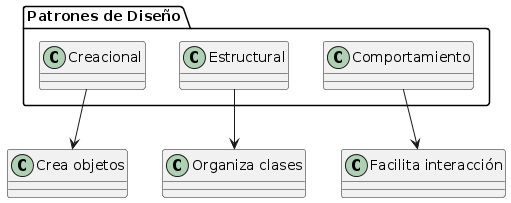 Patrones de Diseño
C Creacional
C Estructural
C Comportamiento
C Crea objetos
C Organiza clases
C Facilita interacción